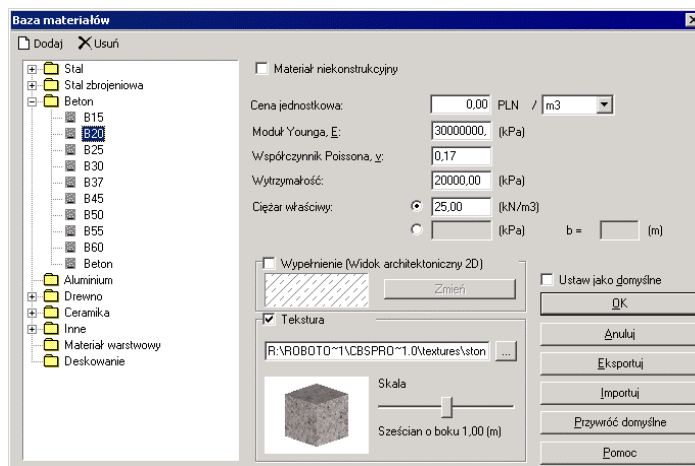 Baza materiałów
Dodaj Usuń
Stal
Stal zbrojeniowa
Beton
B15
B20
B25
B30
B37
B45
B50
B55
B60
Beton
Aluminium
Drewno
Ceramika
Inne
Materiał warstwowy
Deskowanie
Materiał niekonstrukcyjny
Cena jednostkowa: 0,00 PLN / m3
Moduł Younga, E: 30000000, (kPa)
Współczynnik Poissona, v: 0,17
Wytrzymałość: 20000,00 (kPa)
Ciężar właściwy: 25,00 (kN/m3)
(kPa) b = (m)
Wypełnienie (Widok architektoniczny 2D)
Zmień
Tekstura
R:\ROBOTO~1\CBSPRO~1.0\textures\ston ...
Skala
Sześcian o boku 1,00 (m)
Ustaw jako domyślne
OK
Anuluj
Eksportuj
Importuj
Przywróć domyślne
Pomoc